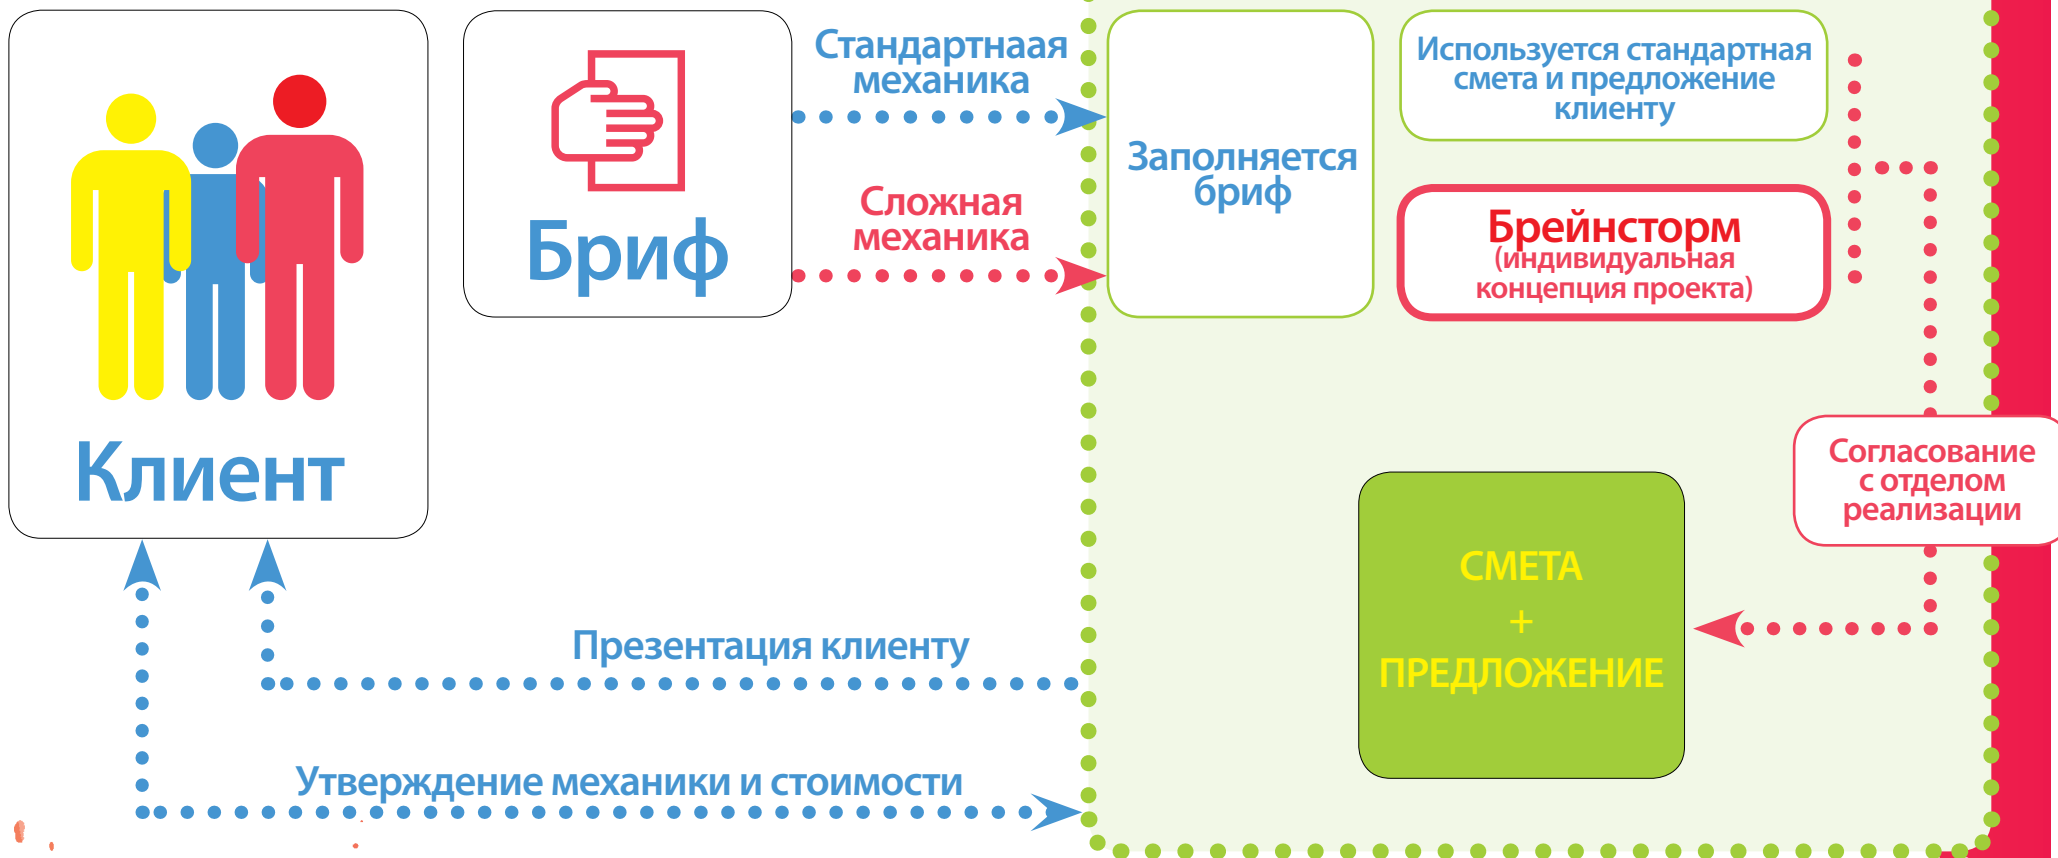 Клиент
Бриф
Стандартнаая
механика
Сложная
механика
Заполняется
бриф
Используется стандартная
смета и предложение
клиенту
Брейнсторм
(индивидуальная
концепция проекта)
Согласование
с отделом
реализации
СМЕТА
+
ПРЕДЛОЖЕНИЕ
Презентация клиенту
Утверждение механики и стоимости